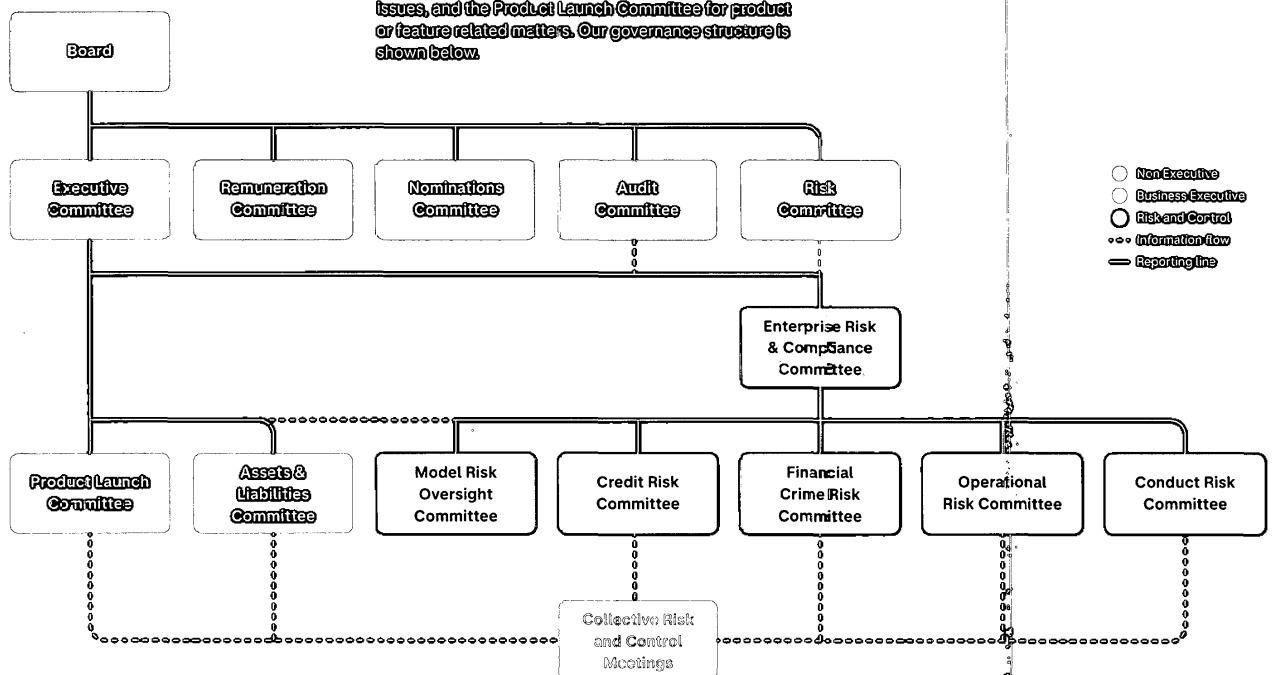 issues, and the Product Launch Committee for product
or feature related matters. Our governance structure is
shown below.
Board
Executive
Committee
Remuneration
Committee
Nominations
Committee
Audit
Committee
Risk
Committee
Non Executive
Business Executive
Risk and Control
Information flow
Reporting line
Enterprise Risk
& Compliance
Committee
Product Launch
Committee
Assets &
Liabilities
Committee
Model Risk
Oversight
Committee
Credit Risk
Committee
Financial
Crime Risk
Committee
Operational
Risk Committee
Conduct Risk
Committee
Collective Risk
and Control
Meetings